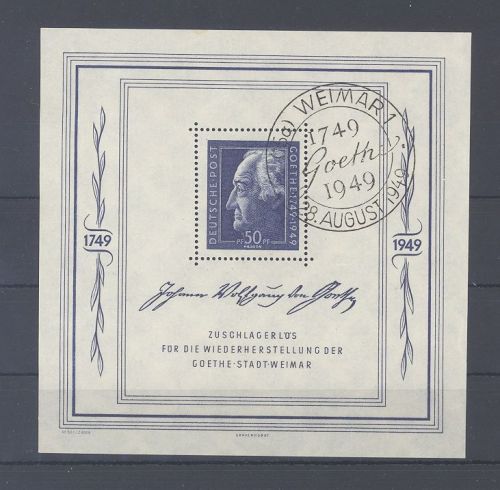 WEIMAR 1
1749
Goethe
1949
28. AUGUST 1949
DEUTSCHE·POST
GOETHE·1749·1949
PF 50 PF
1749
1949
Johann Wolfgang von Goethe
ZUSCHLAGERLÖS
FÜR DIE WIEDERHERSTELLUNG DER
GOETHE·STADT·WEIMAR